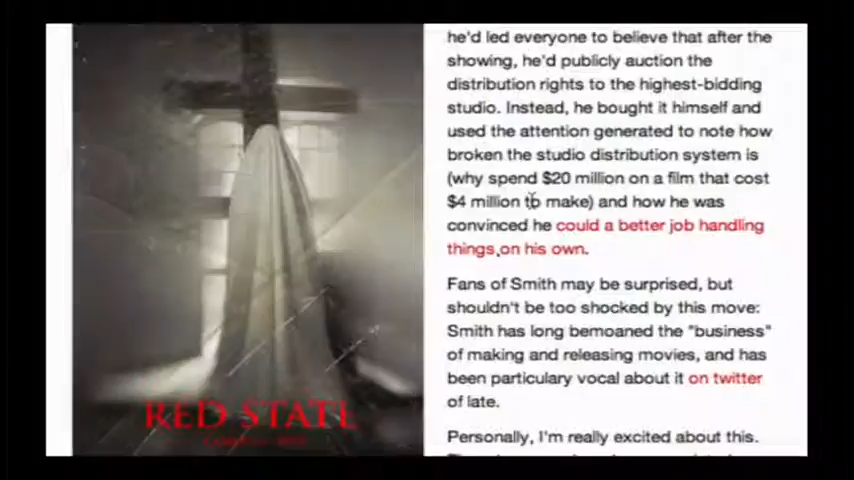 he'd led everyone to believe that after the
showing, he'd publicly auction the
distribution rights to the highest-bidding
studio. Instead, he bought it himself and
used the attention generated to note how
broken the studio distribution system is
(why spend $20 million on a film that cost
$4 million to make) and how he was
convinced he could a better job handling
things on his own.
Fans of Smith may be surprised, but
shouldn't be too shocked by this move:
Smith has long bemoaned the "business"
of making and releasing movies, and has
been particulary vocal about it on twitter
of late.
Personally, I'm really excited about this.
RED STATE